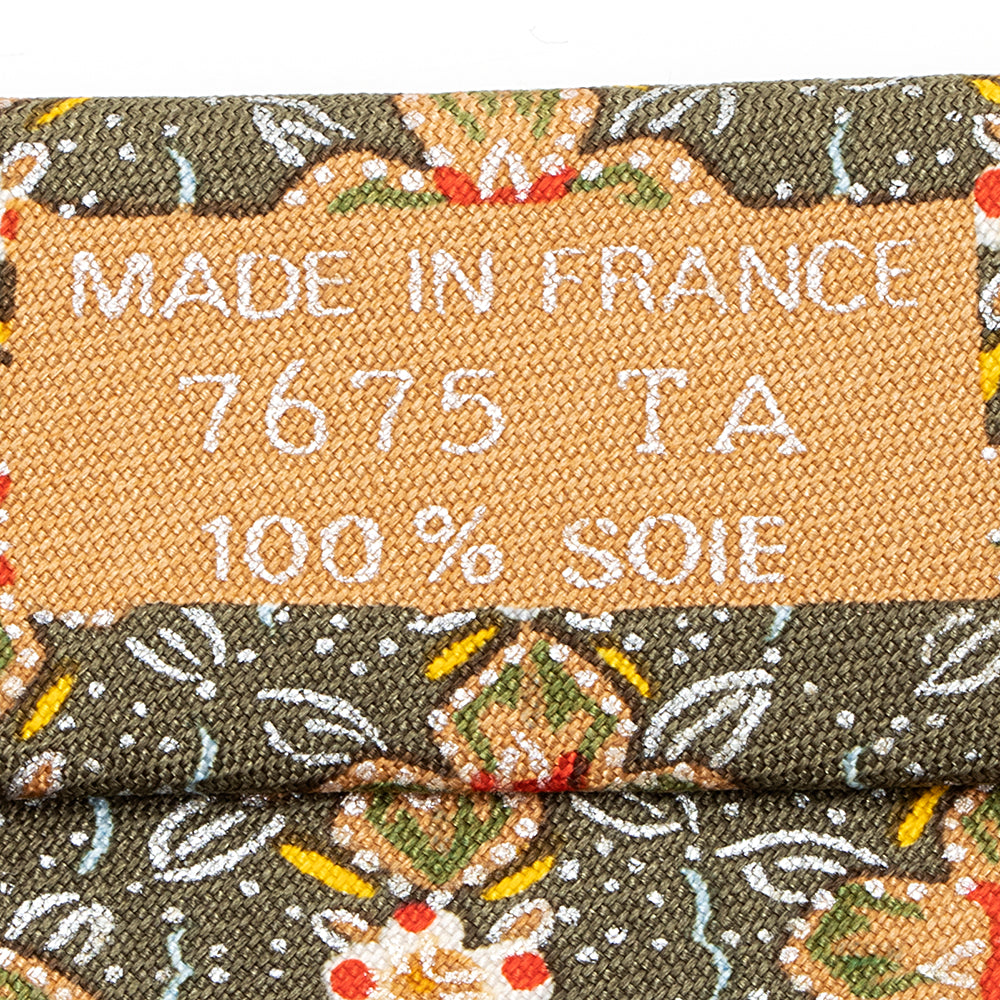 MADE IN FRANCE
7675 TA
100% SOIE